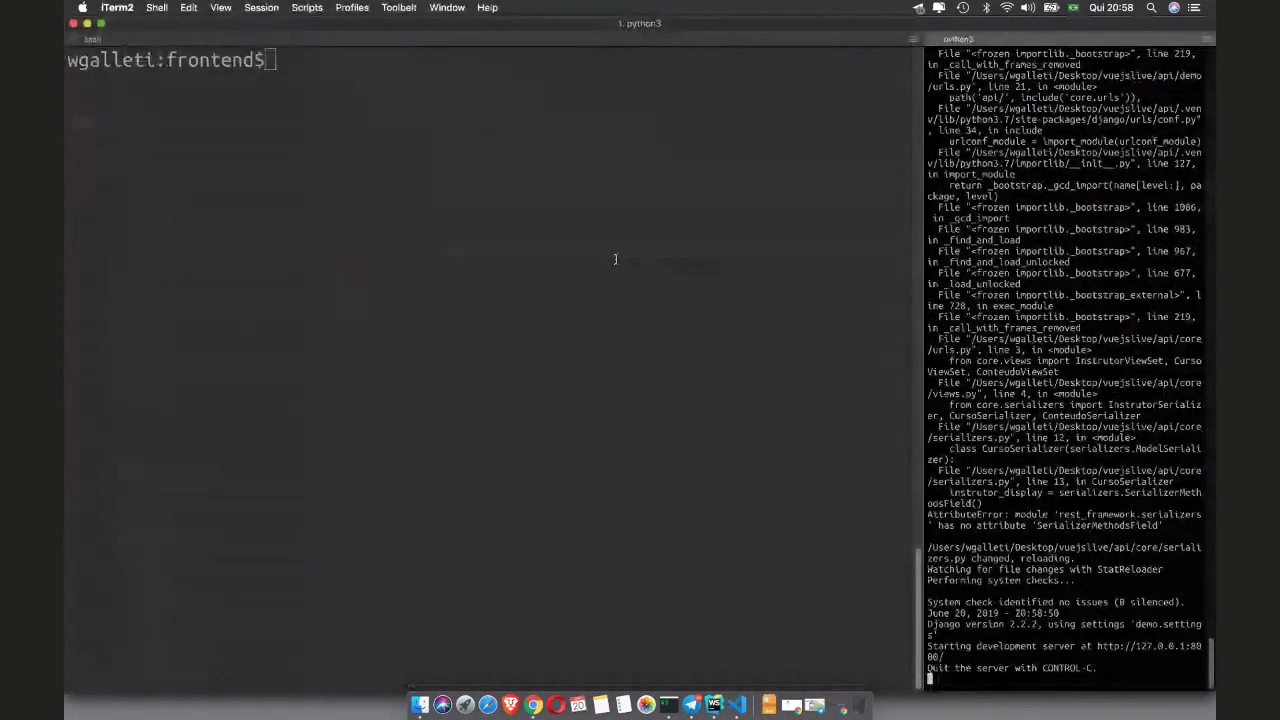 iTerm2 Shell Edit View Session Scripts Profiles Toolbelt Window Help Qui 20:58
1. python3
bash python3
wgalleti:frontend$
File "<frozen importlib._bootstrap>", line 219,
in _call_with_frames_removed
File "/Users/wgalleti/Desktop/vuejslive/api/demo
/urls.py", line 21, in <module>
path('api/', include('core.urls')),
File "/Users/wgalleti/Desktop/vuejslive/api/.ven
v/lib/python3.7/site-packages/django/urls/conf.py"
, line 34, in include
urlconf_module = import_module(urlconf_module)
File "/Users/wgalleti/Desktop/vuejslive/api/.ven
v/lib/python3.7/importlib/__init__.py", line 127,
in import_module
return _bootstrap._gcd_import(name[level:], pa
ckage, level)
File "<frozen importlib._bootstrap>", line 1006,
in _gcd_import
File "<frozen importlib._bootstrap>", line 983,
in _find_and_load
File "<frozen importlib._bootstrap>", line 967,
in _find_and_load_unlocked
File "<frozen importlib._bootstrap>", line 677,
in _load_unlocked
File "<frozen importlib._bootstrap_external>", l
ine 728, in exec_module
File "<frozen importlib._bootstrap>", line 219,
in _call_with_frames_removed
File "/Users/wgalleti/Desktop/vuejslive/api/core
/urls.py", line 3, in <module>
from core.views import InstrutorViewSet, Curso
ViewSet, ConteudoViewSet
File "/Users/wgalleti/Desktop/vuejslive/api/core
/views.py", line 4, in <module>
from core.serializers import InstrutorSerializ
er, CursoSerializer, ConteudoSerializer
File "/Users/wgalleti/Desktop/vuejslive/api/core
/serializers.py", line 12, in <module>
class CursoSerializer(serializers.ModelSeriali
zer):
File "/Users/wgalleti/Desktop/vuejslive/api/core
/serializers.py", line 13, in CursoSerializer
instrutor_display = serializers.SerializerMeth
odsField()
AttributeError: module 'rest_framework.serializers
' has no attribute 'SerializerMethodsField'
/Users/wgalleti/Desktop/vuejslive/api/core/seriali
zers.py changed, reloading.
Watching for file changes with StatReloader
Performing system checks...
System check identified no issues (0 silenced).
June 20, 2019 - 20:58:50
Django version 2.2.2, using settings 'demo.setting
s'
Starting development server at http://127.0.0.1:80
00/
Quit the server with CONTROL-C.